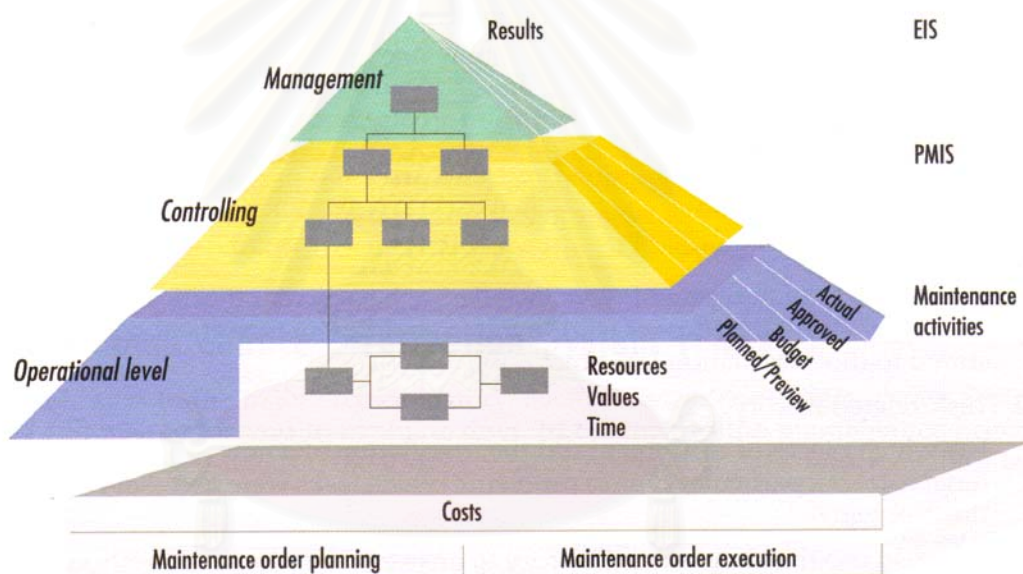 Results
EIS
Management
PMIS
Controlling
Actual
Approved
Budget
Planned/Preview
Maintenance
activities
Operational level
Resources
Values
Time
Costs
Maintenance order planning
Maintenance order execution